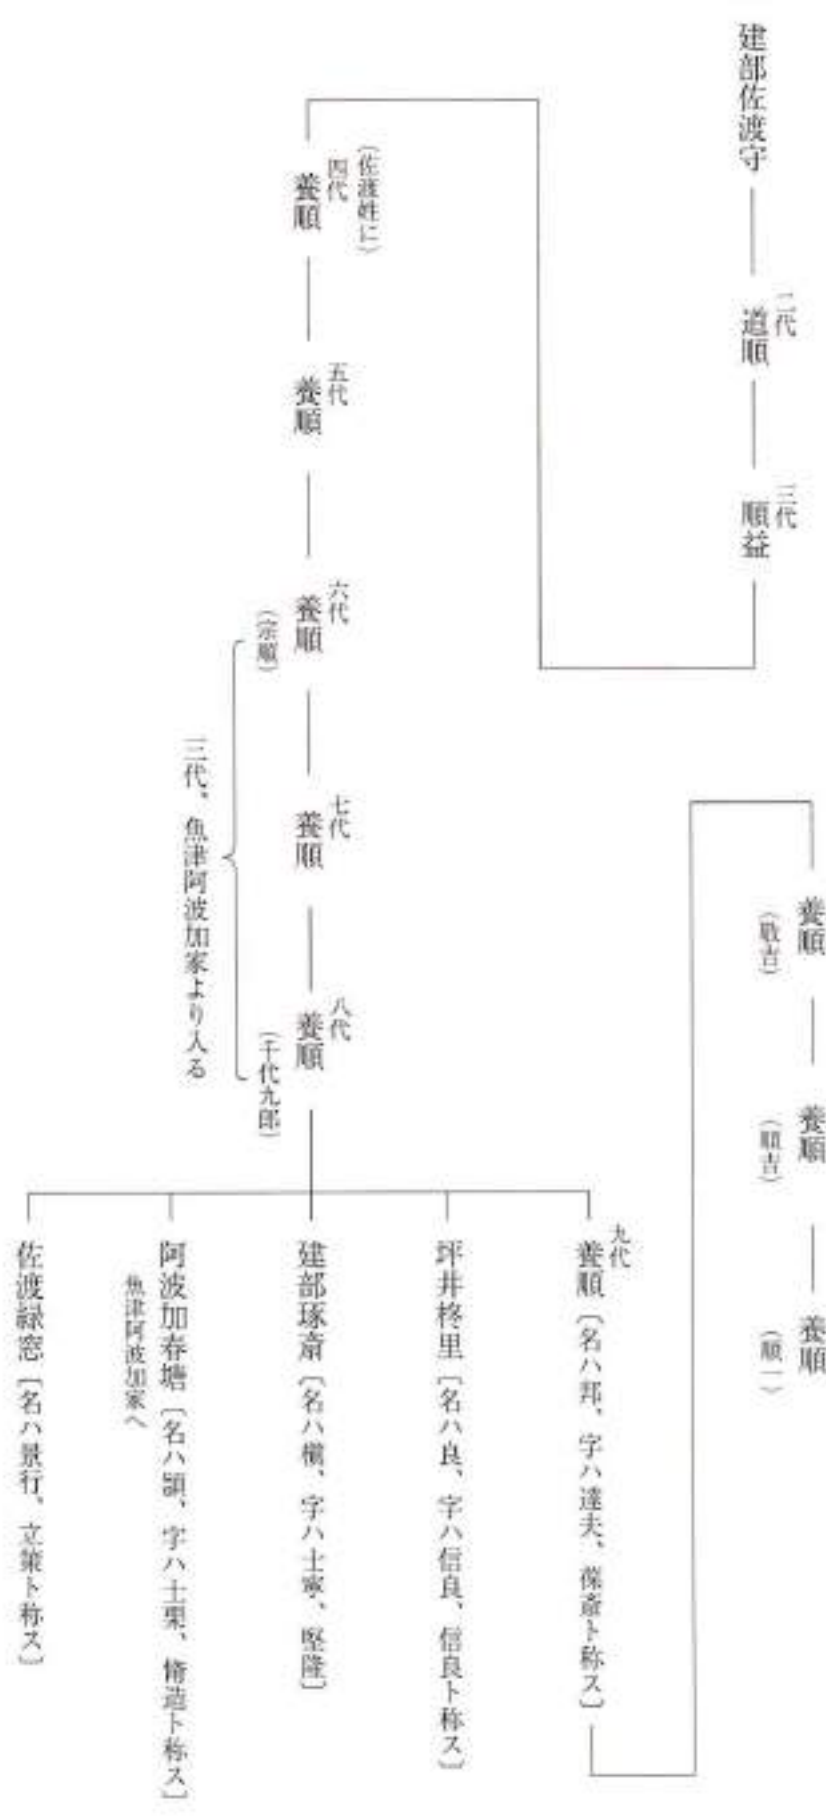 建部佐渡守
二代
道順
三代
順益
（佐渡姓に）
四代
養順
五代
養順
六代
養順
（宗順）
七代
養順
八代
養順
（千代九郎）
三代、魚津阿波加家より入る
九代
養順〔名ハ邦、字ハ達夫、葆斎ト称ス〕
坪井柊里〔名ハ良、字ハ信良、信良ト称ス〕
建部琢斎〔名ハ積、字ハ士寧、堅隆〕
阿波加春塘〔名ハ頴、字ハ士栗、脩造ト称ス〕
魚津阿波加家へ
佐渡緑窓〔名ハ景行、立策ト称ス〕
養順
（戢吉）
養順
（順吉）
養順
（順一）